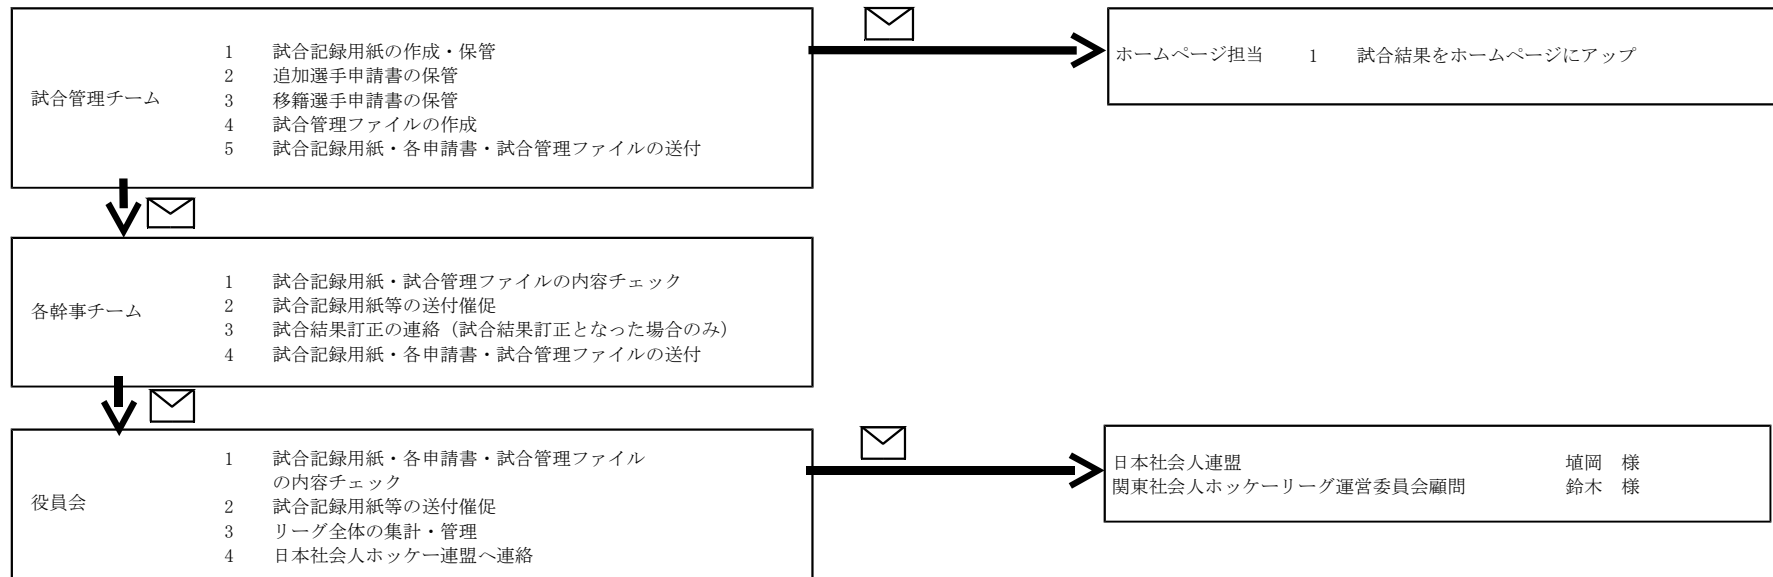 試合管理チーム
1 試合記録用紙の作成・保管
2 追加選手申請書の保管
3 移籍選手申請書の保管
4 試合管理ファイルの作成
5 試合記録用紙・各申請書・試合管理ファイルの送付
ホームページ担当 1 試合結果をホームページにアップ
各幹事チーム
1 試合記録用紙・試合管理ファイルの内容チェック
2 試合記録用紙等の送付催促
3 試合結果訂正の連絡（試合結果訂正となった場合のみ）
4 試合記録用紙・各申請書・試合管理ファイルの送付
役員会
1 試合記録用紙・各申請書・試合管理ファイル
の内容チェック
2 試合記録用紙等の送付催促
3 リーグ全体の集計・管理
4 日本社会人ホッケー連盟へ連絡
日本社会人連盟 埴岡 様
関東社会人ホッケーリーグ運営委員会顧問 鈴木 様